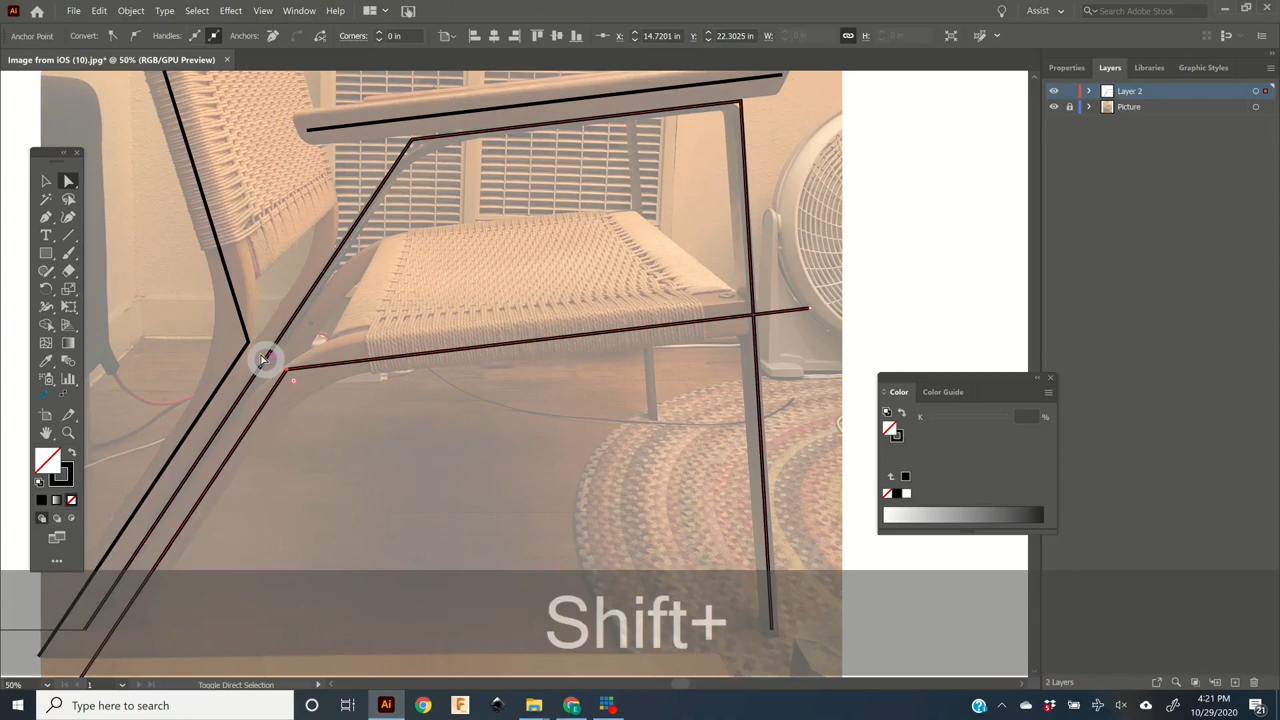 Ai File Edit Object Type Select Effect View Window Help Assist Search Adobe Stock
Anchor Point Convert: Handles: Anchors: Corners: 0 in X: 14.7201 in Y: 22.3025 in W: H:
Image from iOS (10).jpg* @ 50% (RGB/GPU Preview) ×
Properties Layers Libraries Graphic Styles
Layer 2
Picture
Color Color Guide
K %
Shift+
50% 1 Toggle Direct Selection 2 Layers
Type here to search
Ai
4:21 PM
10/29/2020